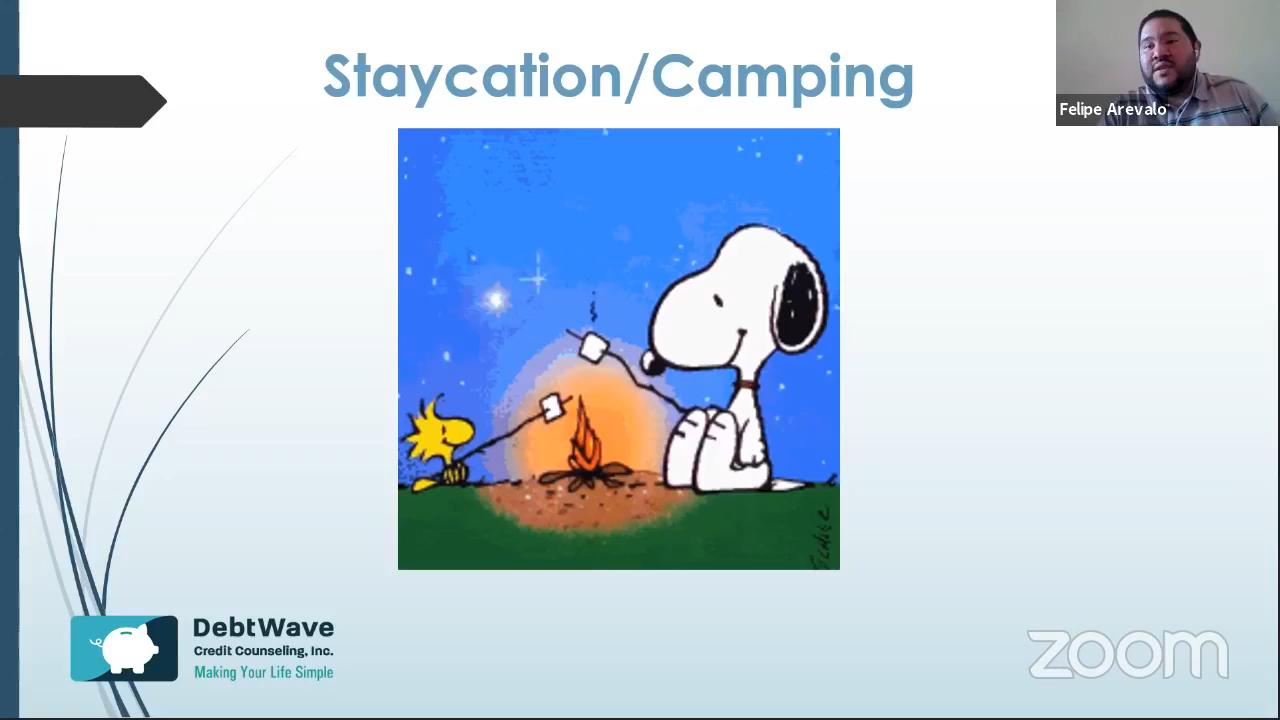 Staycation/Camping
Felipe Arevalo
DebtWave
Credit Counseling, Inc.
Making Your Life Simple
zoom